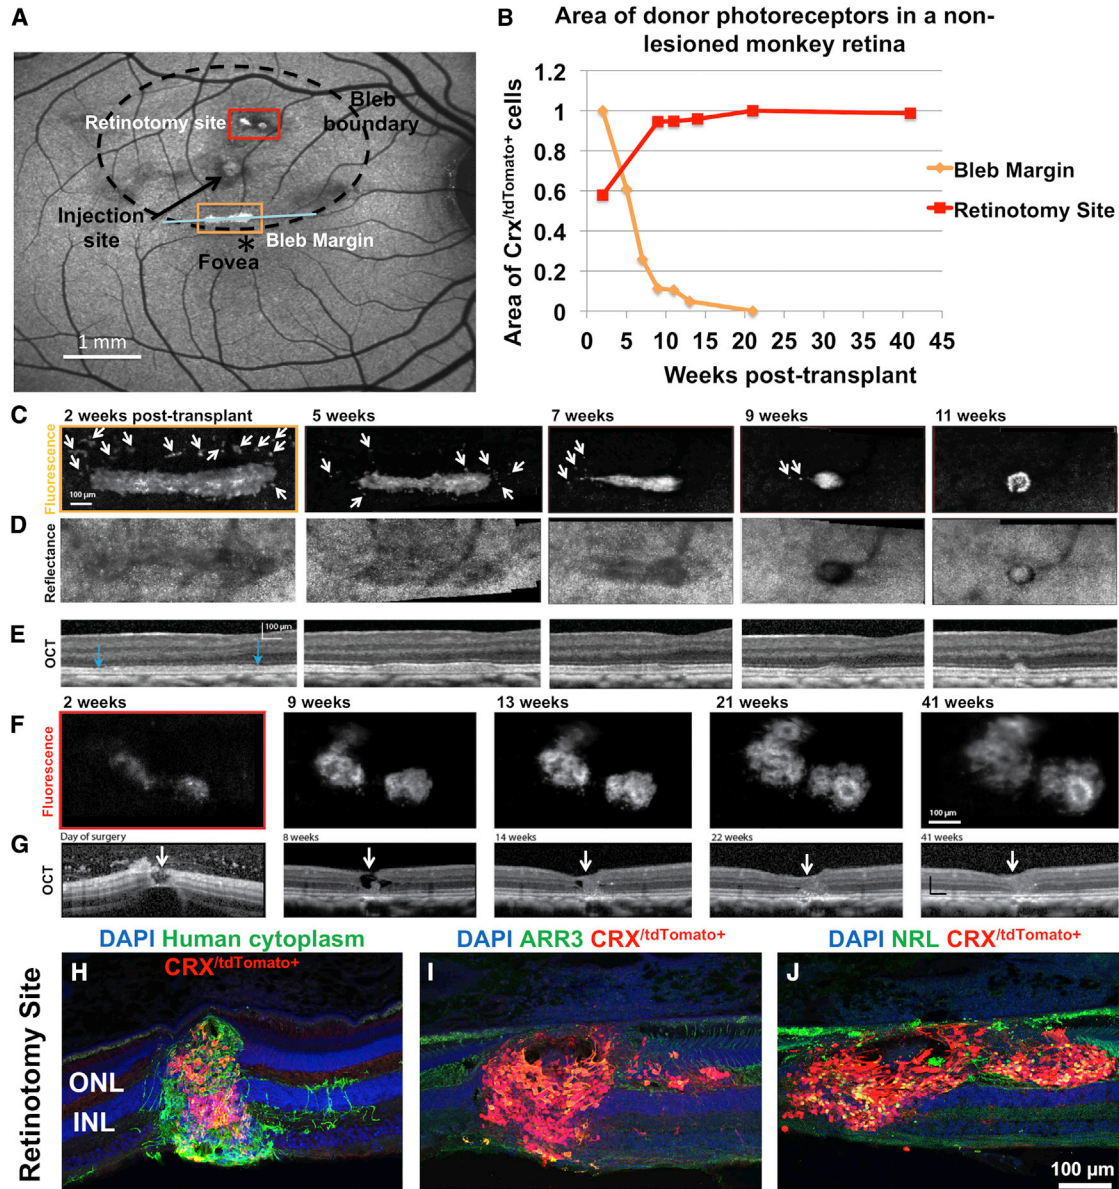 A
Retinotomy site
Bleb
boundary
Injection
site
Bleb Margin
*
Fovea
1 mm
B
Area of donor photoreceptors in a non-
lesioned monkey retina
Area of Crx/tdTomato+ cells
1.2
1
0.8
0.6
0.4
0.2
0
0 5 10 15 20 25 30 35 40 45
Weeks post-transplant
Bleb Margin
Retinotomy Site
C
2 weeks post-transplant
5 weeks
7 weeks
9 weeks
11 weeks
Fluorescence
100 µm
D
Reflectance
E
OCT
100 µm
F
2 weeks
9 weeks
13 weeks
21 weeks
41 weeks
Fluorescence
100 µm
G
Day of surgery
8 weeks
14 weeks
22 weeks
41 weeks
OCT
Retinotomy Site
DAPI Human cytoplasm
CRX/tdTomato+
H
ONL
INL
DAPI ARR3 CRX/tdTomato+
I
DAPI NRL CRX/tdTomato+
J
100 µm